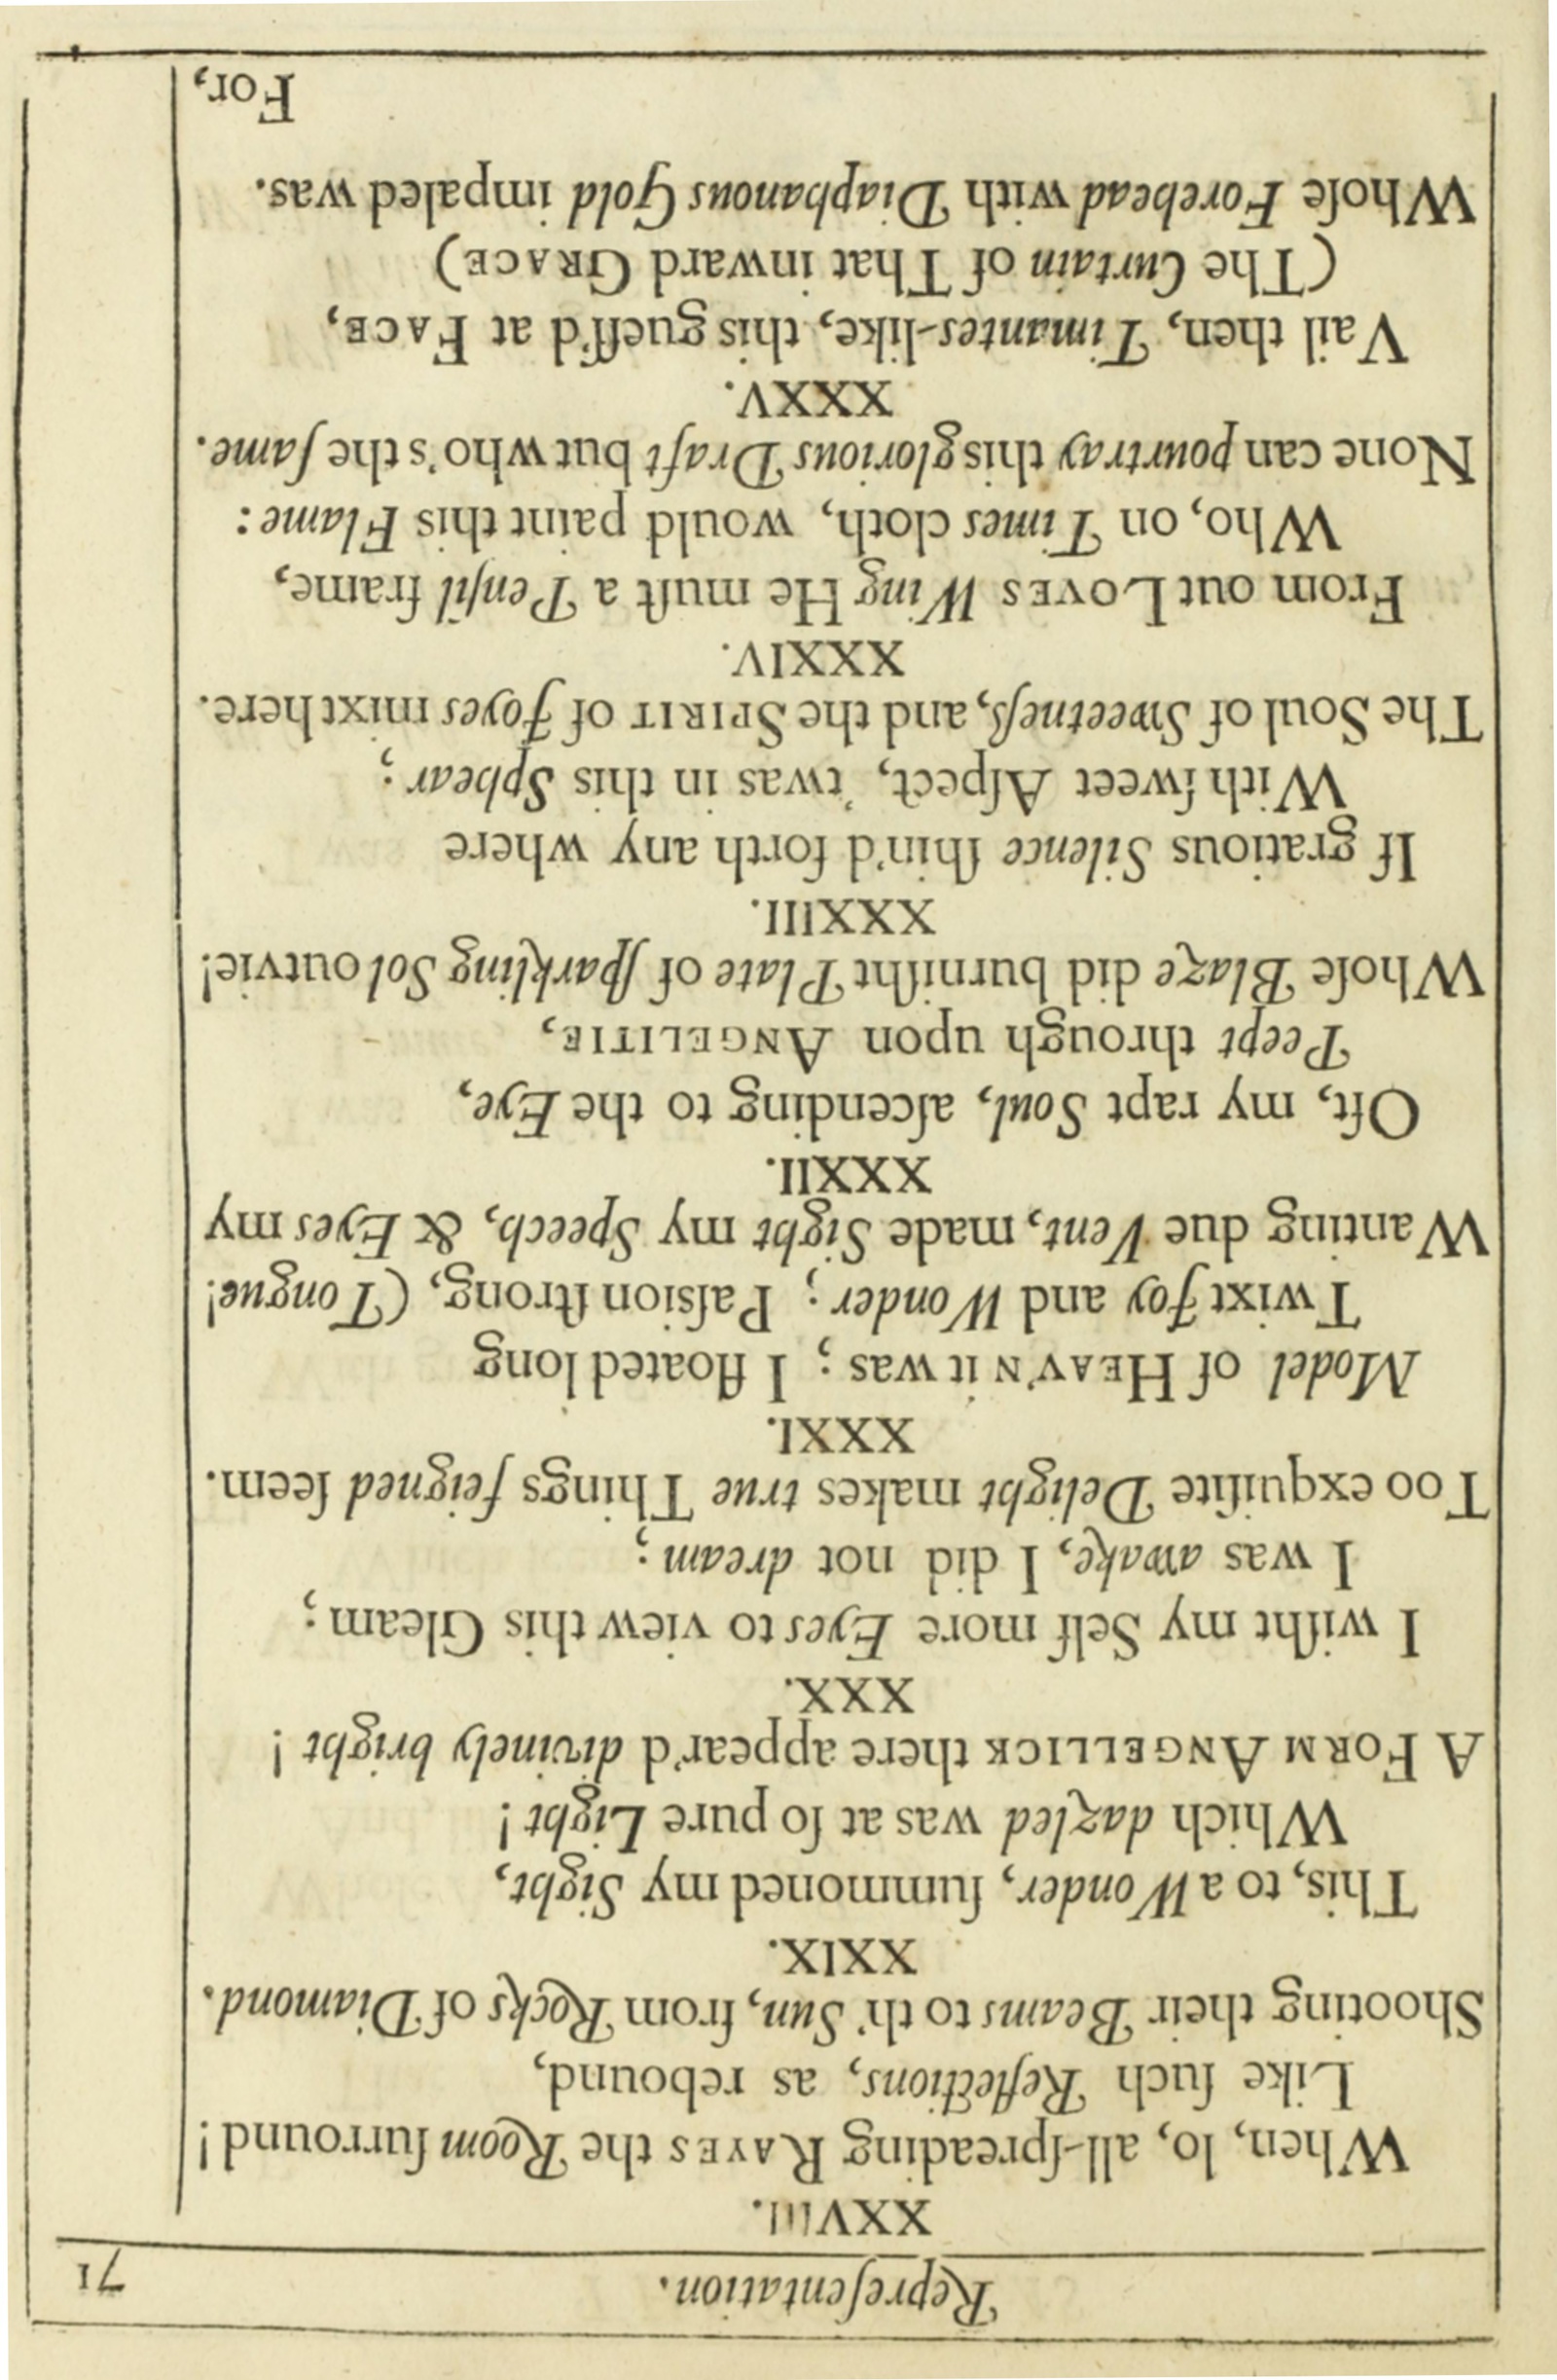 Repreſentation. 71
XXVIII.
When, lo, all-ſpreading RAYES the Room ſurround!
Like ſuch Reflections, as rebound,
Shooting their Beams to th' Sun, from Rocks of Diamond.
XXIX.
This, to a Wonder, ſummoned my Sight,
Which dazled was at ſo pure Light!
A FORM ANGELLICK there appear'd divinely bright!
XXX.
I wiſht my Self more Eyes to view this Gleam;
I was awake, I did not dream;
Too exquiſite Delight makes true Things feigned ſeem.
XXXI.
Model of HEAV'N it was; I floated long
Twixt Joy and Wonder; Paſsion ſtrong, (Tongue!
Wanting due Vent, made Sight my Speech, & Eyes my
XXXII.
Oft, my rapt Soul, aſcending to the Eye,
Peept through upon ANGELITIE,
Whoſe Blaze did burniſht Plate of ſparkling Sol outvie!
XXXIII.
If gratious Silence ſhin'd forth any where
With ſweet Aſpect, 'twas in this Sphear;
The Soul of Sweetneſs, and the SPIRIT of Joyes mixt here.
XXXIV.
From out LOVES Wing He muſt a Penſil frame,
Who, on Times cloth, would paint this Flame:
None can pourtray this glorious Draft but who's the ſame.
XXXV.
Vail then, Timantes-like, this gueſſ'd at FACE,
(The Curtain of That inward GRACE)
Whoſe Forehead with Diaphanous Gold impaled was.
For,